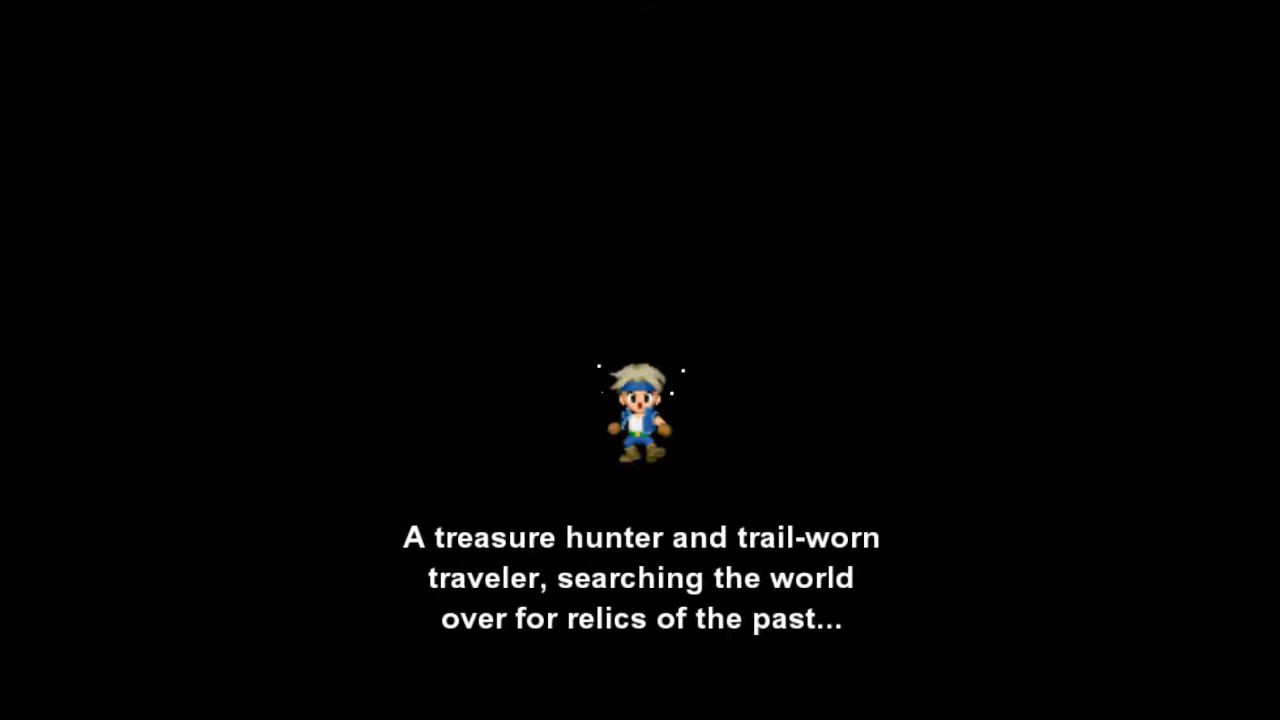 A treasure hunter and trail-worn
traveler, searching the world
over for relics of the past...